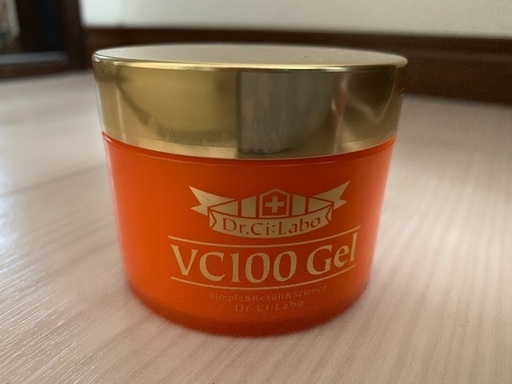 Dr.Ci:Labo
VC100 Gel
Simple&Result&Science
Dr.Ci:Labo